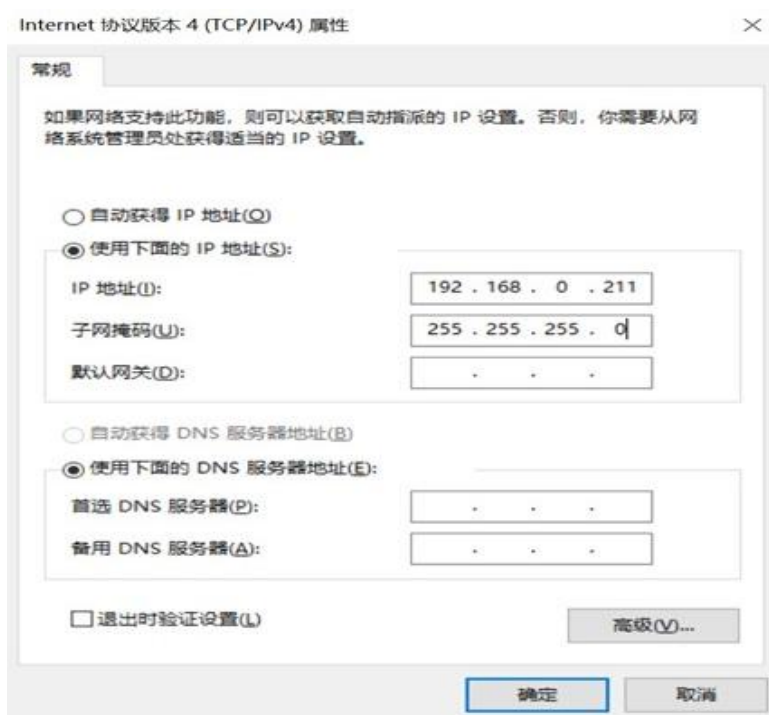 Internet 协议版本 4 (TCP/IPv4) 属性
常规
如果网络支持此功能，则可以获取自动指派的 IP 设置。否则，你需要从网
络系统管理员处获得适当的 IP 设置。
自动获得 IP 地址(O)
使用下面的 IP 地址(S):
IP 地址(I):
192 . 168 . 0 . 211
子网掩码(U):
255 . 255 . 255 . 0
默认网关(D):
. . .
自动获得 DNS 服务器地址(B)
使用下面的 DNS 服务器地址(E):
首选 DNS 服务器(P):
. . .
备用 DNS 服务器(A):
. . .
退出时验证设置(L)
高级(V)...
确定
取消